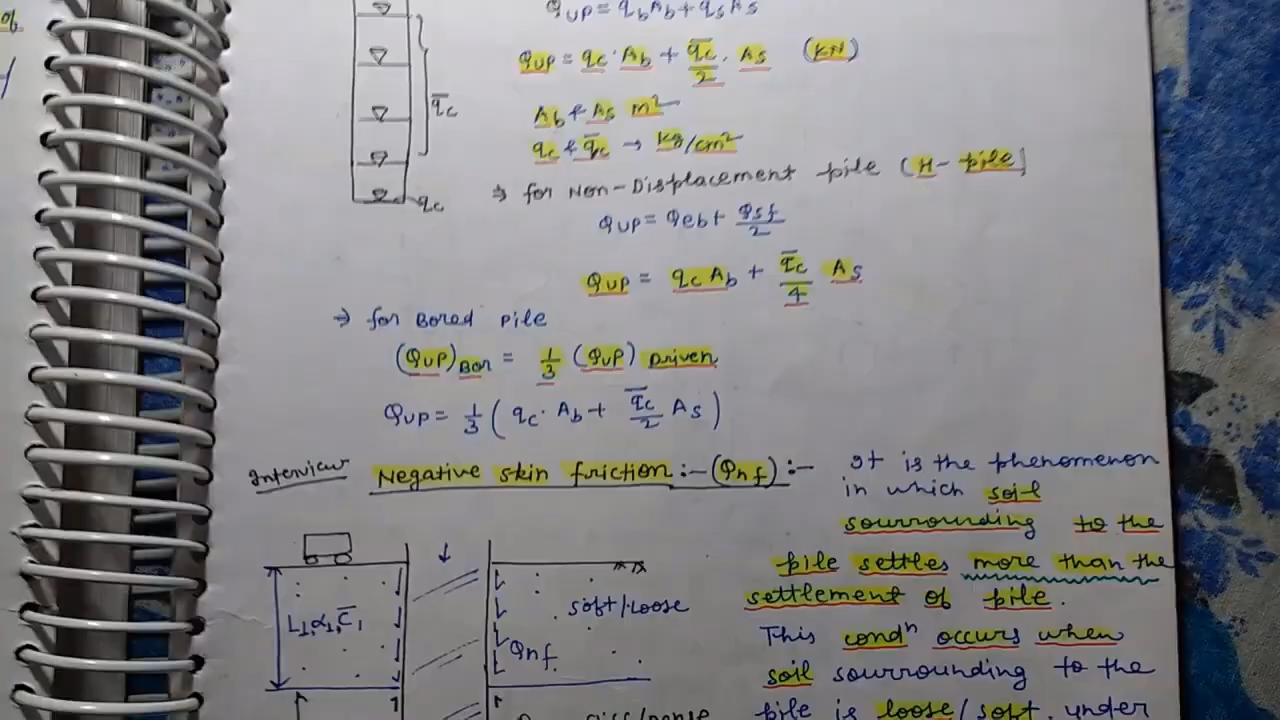 of
QUP = qb Ab + qs As
QUP = qc · Ab + q̅c/2 . As (KN)
Ab & As m²
q̅c
qc & q̅c → kg/cm²
⇒ for Non-Displacement pile (H-pile)
qc
QUP = Qeb + Qsf/2
QUP = qc Ab + q̅c/4 As
→ for Bored Pile
(QUP)Bor = 1/3 (QUP) Driven
QUP = 1/3 ( qc · Ab + q̅c/2 As )
Interview Negative skin friction :- (Qnf) :- It is the phenomenon
in which soil
sourrounding to the
pile settles more than the
settlement of pile.
L1, α1, C̅1 soft/loose
This condn occurs when
Qnf
soil sourrounding to the
pile is loose/soft, under